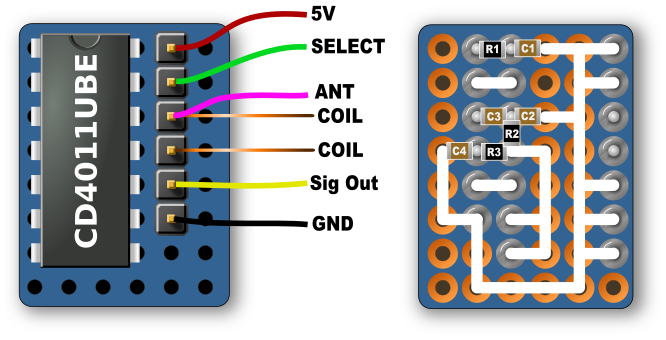 CD4011UBE
5V
SELECT
ANT
COIL
COIL
Sig Out
GND
R1 C1
C3 C2
R2
C4 R3